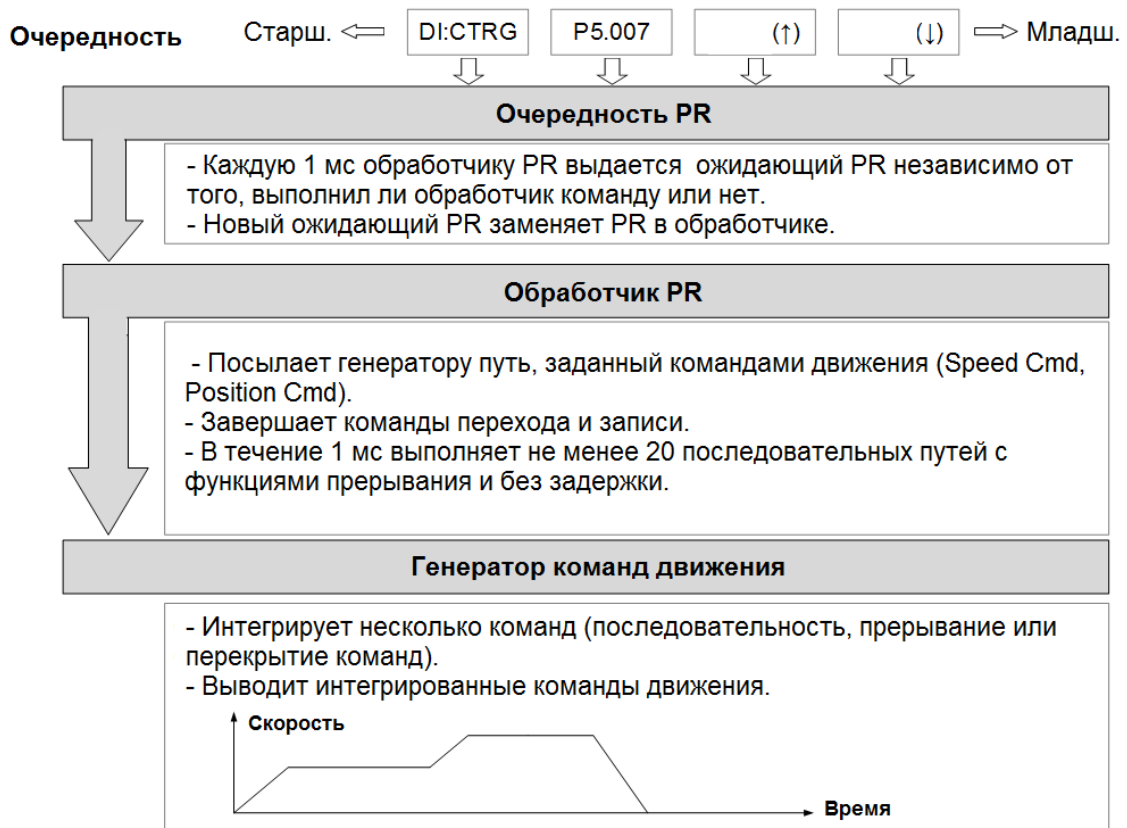 Очередность Старш. DI:CTRG P5.007 (↑) (↓) Младш.
Очередность PR
- Каждую 1 мс обработчику PR выдается ожидающий PR независимо от
того, выполнил ли обработчик команду или нет.
- Новый ожидающий PR заменяет PR в обработчике.
Обработчик PR
- Посылает генератору путь, заданный командами движения (Speed Cmd,
Position Cmd).
- Завершает команды перехода и записи.
- В течение 1 мс выполняет не менее 20 последовательных путей с
функциями прерывания и без задержки.
Генератор команд движения
- Интегрирует несколько команд (последовательность, прерывание или
перекрытие команд).
- Выводит интегрированные команды движения.
Скорость
Время